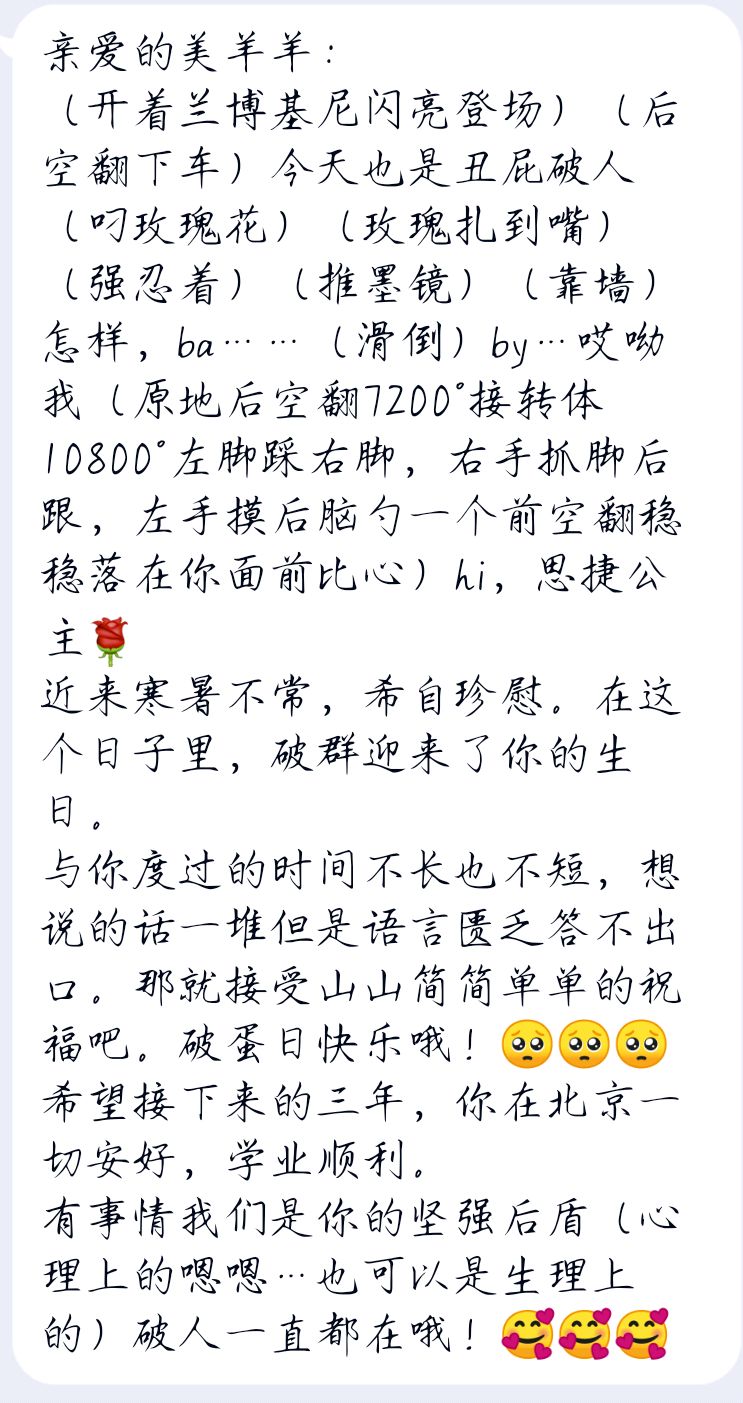 亲爱的美羊羊：
（开着兰博基尼闪亮登场）（后
空翻下车）今天也是丑屁破人
（叼玫瑰花）（玫瑰扎到嘴）
（强忍着）（推墨镜）（靠墙）
怎样，ba……（滑倒）by…哎呦
我（原地后空翻7200°接转体
10800°左脚踩右脚，右手抓脚后
跟，左手摸后脑勺一个前空翻稳
稳落在你面前比心）hi，思捷公
主🌹
近来寒暑不常，希自珍慰。在这
个日子里，破群迎来了你的生
日。
与你度过的时间不长也不短，想
说的话一堆但是语言匮乏答不出
口。那就接受山山简简单单的祝
福吧。破蛋日快乐哦！🥺🥺🥺
希望接下来的三年，你在北京一
切安好，学业顺利。
有事情我们是你的坚强后盾（心
理上的嗯嗯…也可以是生理上
的）破人一直都在哦！🥰🥰🥰